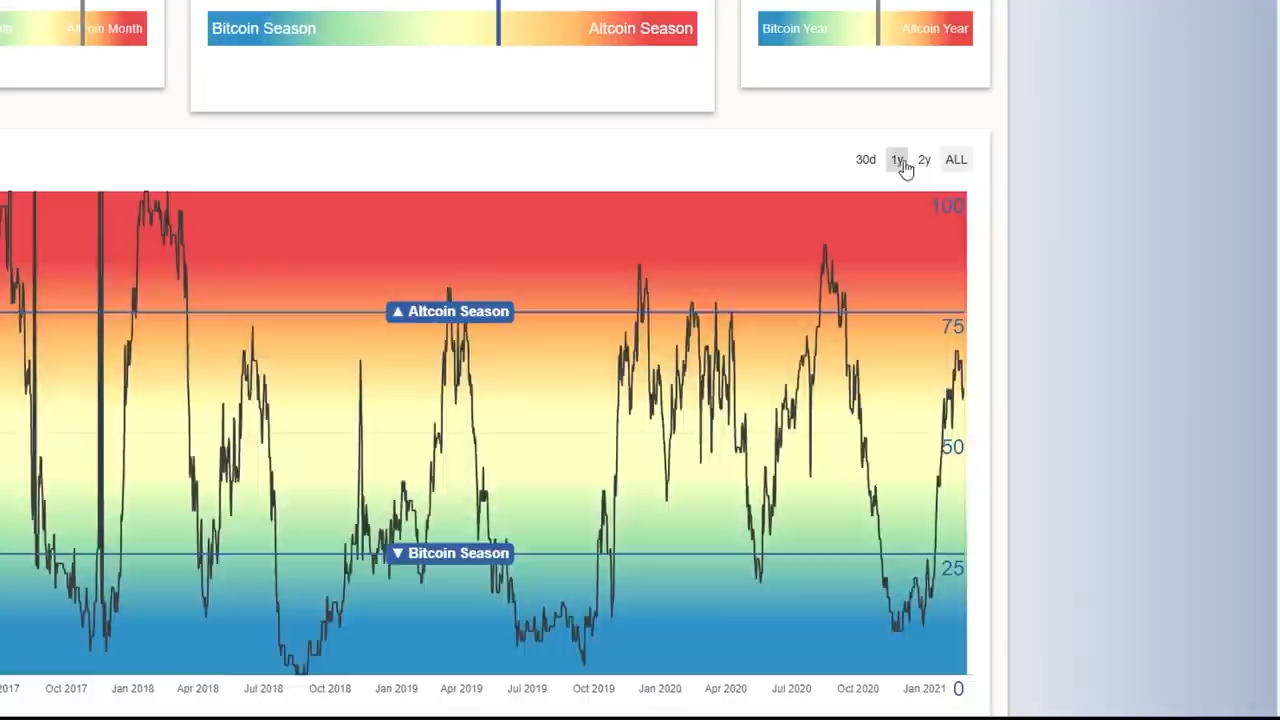 Altcoin Month
Bitcoin Season
Altcoin Season
Bitcoin Year
Altcoin Year
30d 1y 2y ALL
100
▲ Altcoin Season
75
50
▼ Bitcoin Season
25
2017 Oct 2017 Jan 2018 Apr 2018 Jul 2018 Oct 2018 Jan 2019 Apr 2019 Jul 2019 Oct 2019 Jan 2020 Apr 2020 Jul 2020 Oct 2020 Jan 2021 0